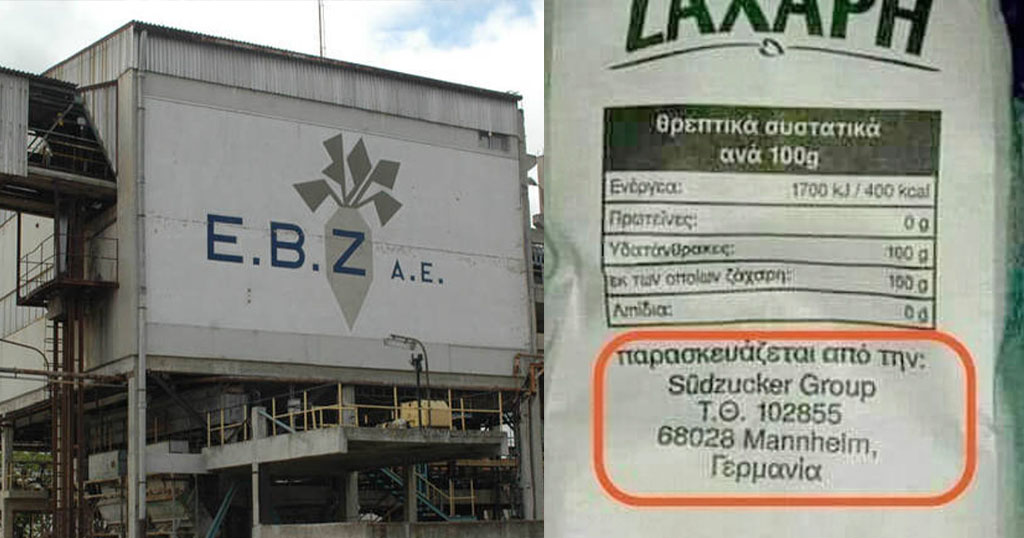 E.B.Z A.E.
ΖΑΧΑΡΗ
θρεπτικά συστατικά
ανά 100g
Ενέργεια: 1700 kJ / 400 kcal
Πρωτεΐνες: 0 g
Υδατάνθρακες: 100 g
εκ των οποίων ζάχαρη: 100 g
Λιπίδια: 0 g
παρασκευάζεται από την:
Südzucker Group
Τ.Θ. 102855
68028 Mannheim,
Γερμανία